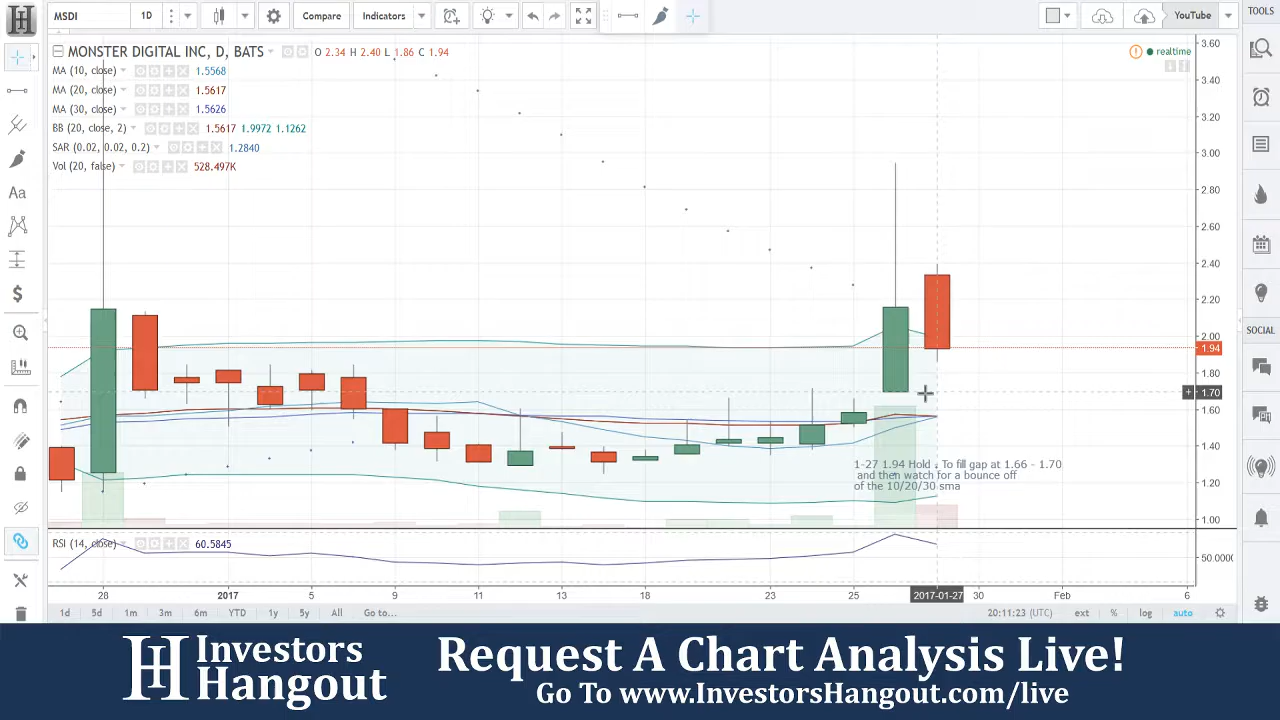 MSDI 1D Compare Indicators YouTube TOOLS
MONSTER DIGITAL INC, D, BATS O 2.34 H 2.40 L 1.86 C 1.94
realtime
MA (10, close) 1.5568
MA (20, close) 1.5617
MA (30, close) 1.5626
BB (20, close, 2) 1.5617 1.9972 1.1262
SAR (0.02, 0.02, 0.2) 1.2840
Vol (20, false) 528.497K
Aa
$
3.60
3.40
3.20
3.00
2.80
2.60
2.40
2.20
2.00
1.94
1.80
+ 1.70
1.60
1.40
1.20
1.00
SOCIAL
1-27 1.94 Hold . To fill gap at 1.66 - 1.70
and then watch for a bounce off
of the 10/20/30 sma
RSI (14, close) 60.5845
50.0000
28 2017 5 9 11 13 18 23 25 2017-01-27 30 Feb 6
1d 5d 1m 3m 6m YTD 1y 5y All Go to... 20:11:23 (UTC) ext % log auto
IH Investors Hangout
Request A Chart Analysis Live!
Go To www.InvestorsHangout.com/live